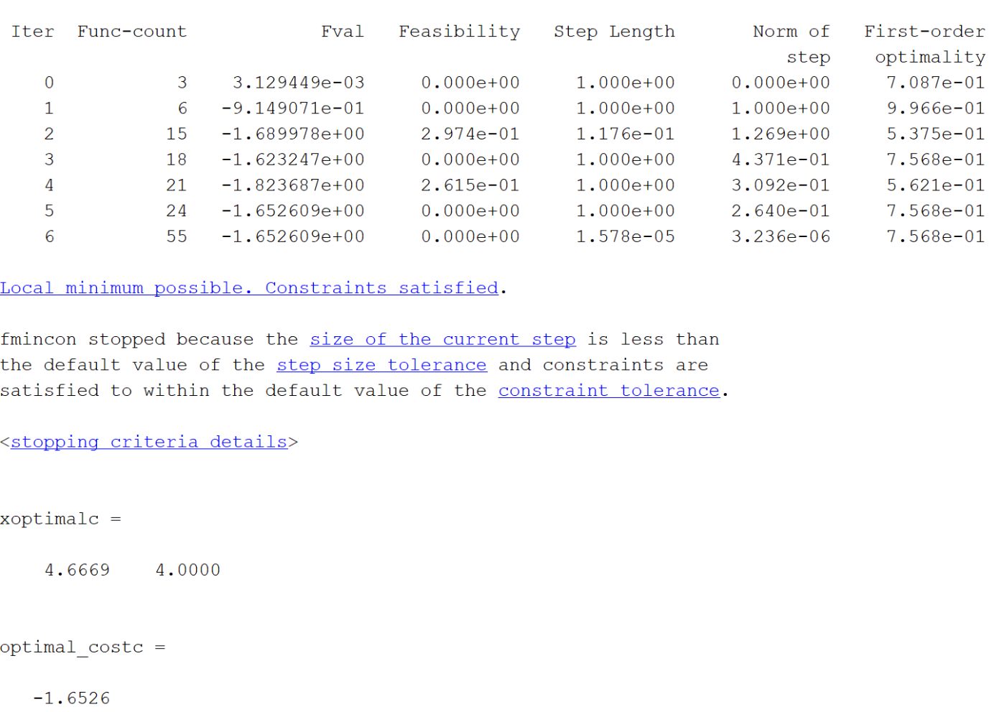 Iter Func-count Fval Feasibility Step Length Norm of First-order
step optimality
0 3 3.129449e-03 0.000e+00 1.000e+00 0.000e+00 7.087e-01
1 6 -9.149071e-01 0.000e+00 1.000e+00 1.000e+00 9.966e-01
2 15 -1.689978e+00 2.974e-01 1.176e-01 1.269e+00 5.375e-01
3 18 -1.623247e+00 0.000e+00 1.000e+00 4.371e-01 7.568e-01
4 21 -1.823687e+00 2.615e-01 1.000e+00 3.092e-01 5.621e-01
5 24 -1.652609e+00 0.000e+00 1.000e+00 2.640e-01 7.568e-01
6 55 -1.652609e+00 0.000e+00 1.578e-05 3.236e-06 7.568e-01
Local minimum possible. Constraints satisfied.
fmincon stopped because the size of the current step is less than
the default value of the step size tolerance and constraints are
satisfied to within the default value of the constraint tolerance.
<stopping criteria details>
xoptimalc =
4.6669 4.0000
optimal_costc =
-1.6526